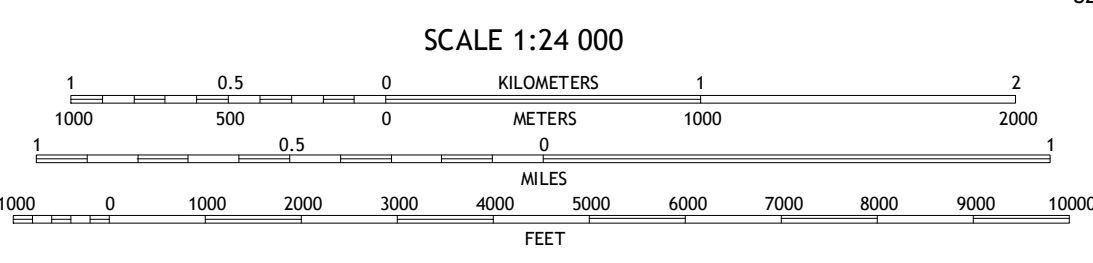 SCALE 1:24 000
1 0.5 0 KILOMETERS 1 2
1000 500 0 METERS 1000 2000
1 0.5 0 1
MILES
1000 0 1000 2000 3000 4000 5000 6000 7000 8000 9000 10000
FEET